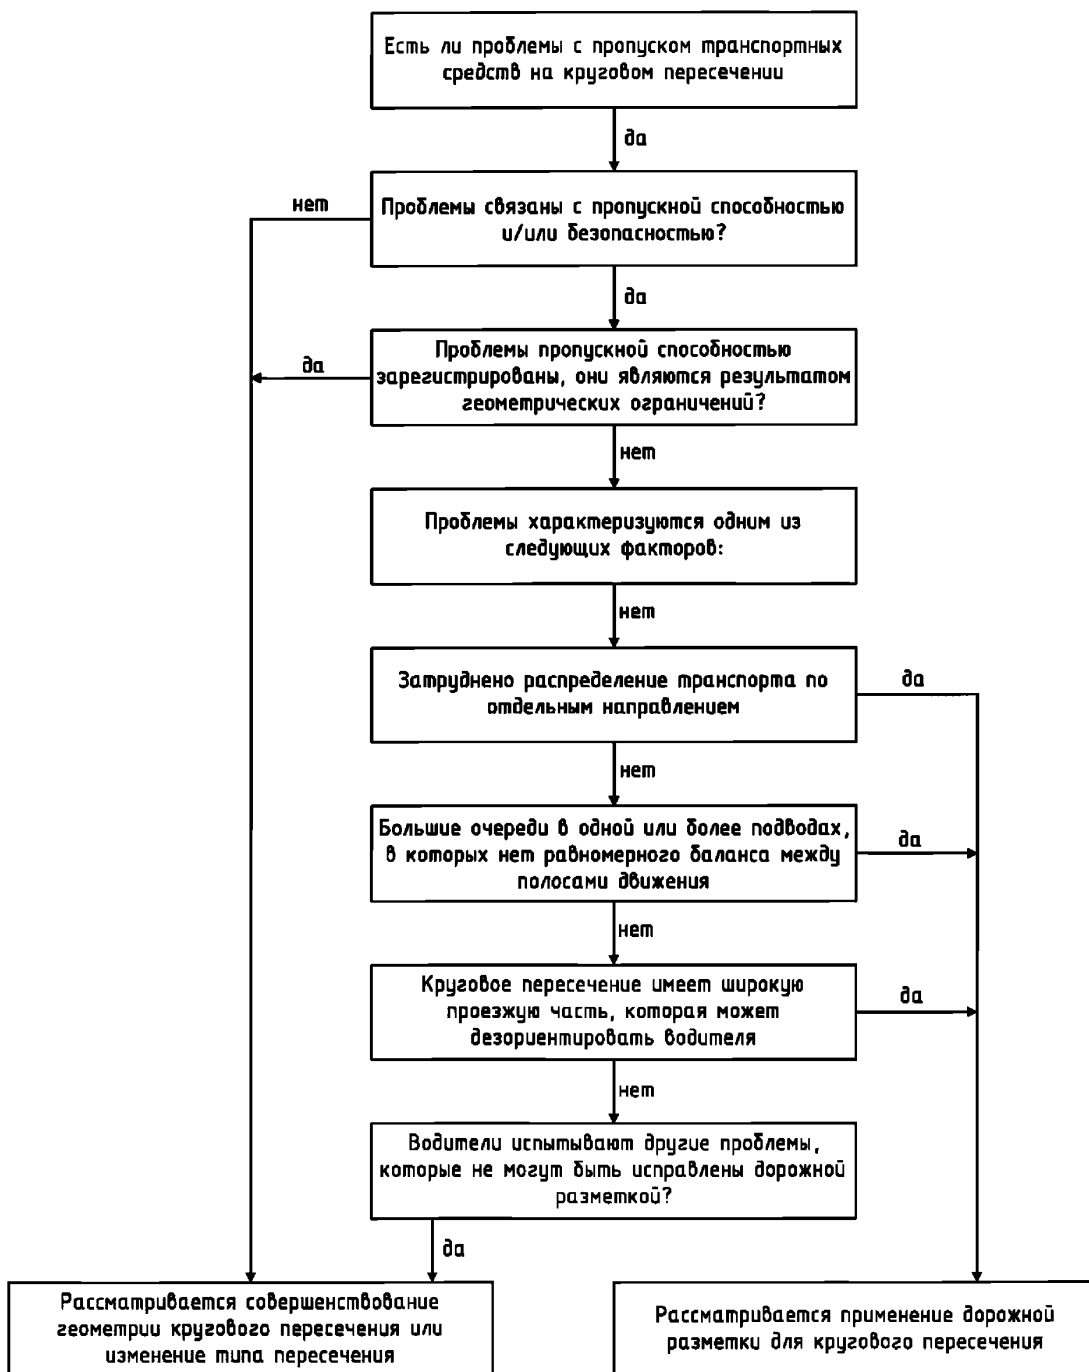 Есть ли проблемы с пропуском транспортных
средств на круговом пересечении
да
нет
Проблемы связаны с пропускной способностью
и/или безопасностью?
да
да
Проблемы пропускной способностью
зарегистрированы, они являются результатом
геометрических ограничений?
нет
Проблемы характеризуются одним из
следующих факторов:
нет
Затруднено распределение транспорта по
отдельным направлением
да
нет
Большие очереди в одной или более подводах,
в которых нет равномерного баланса между
полосами движения
да
нет
Круговое пересечение имеет широкую
проезжую часть, которая может
дезориентировать водителя
да
нет
Водители испытывают другие проблемы,
которые не могут быть исправлены дорожной
разметкой?
да
Рассматривается совершенствование
геометрии кругового пересечения или
изменение типа пересечения
Рассматривается применение дорожной
разметки для кругового пересечения